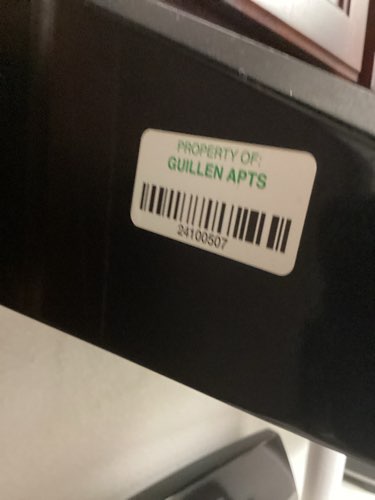 PROPERTY OF:
GUILLEN APTS
24100507